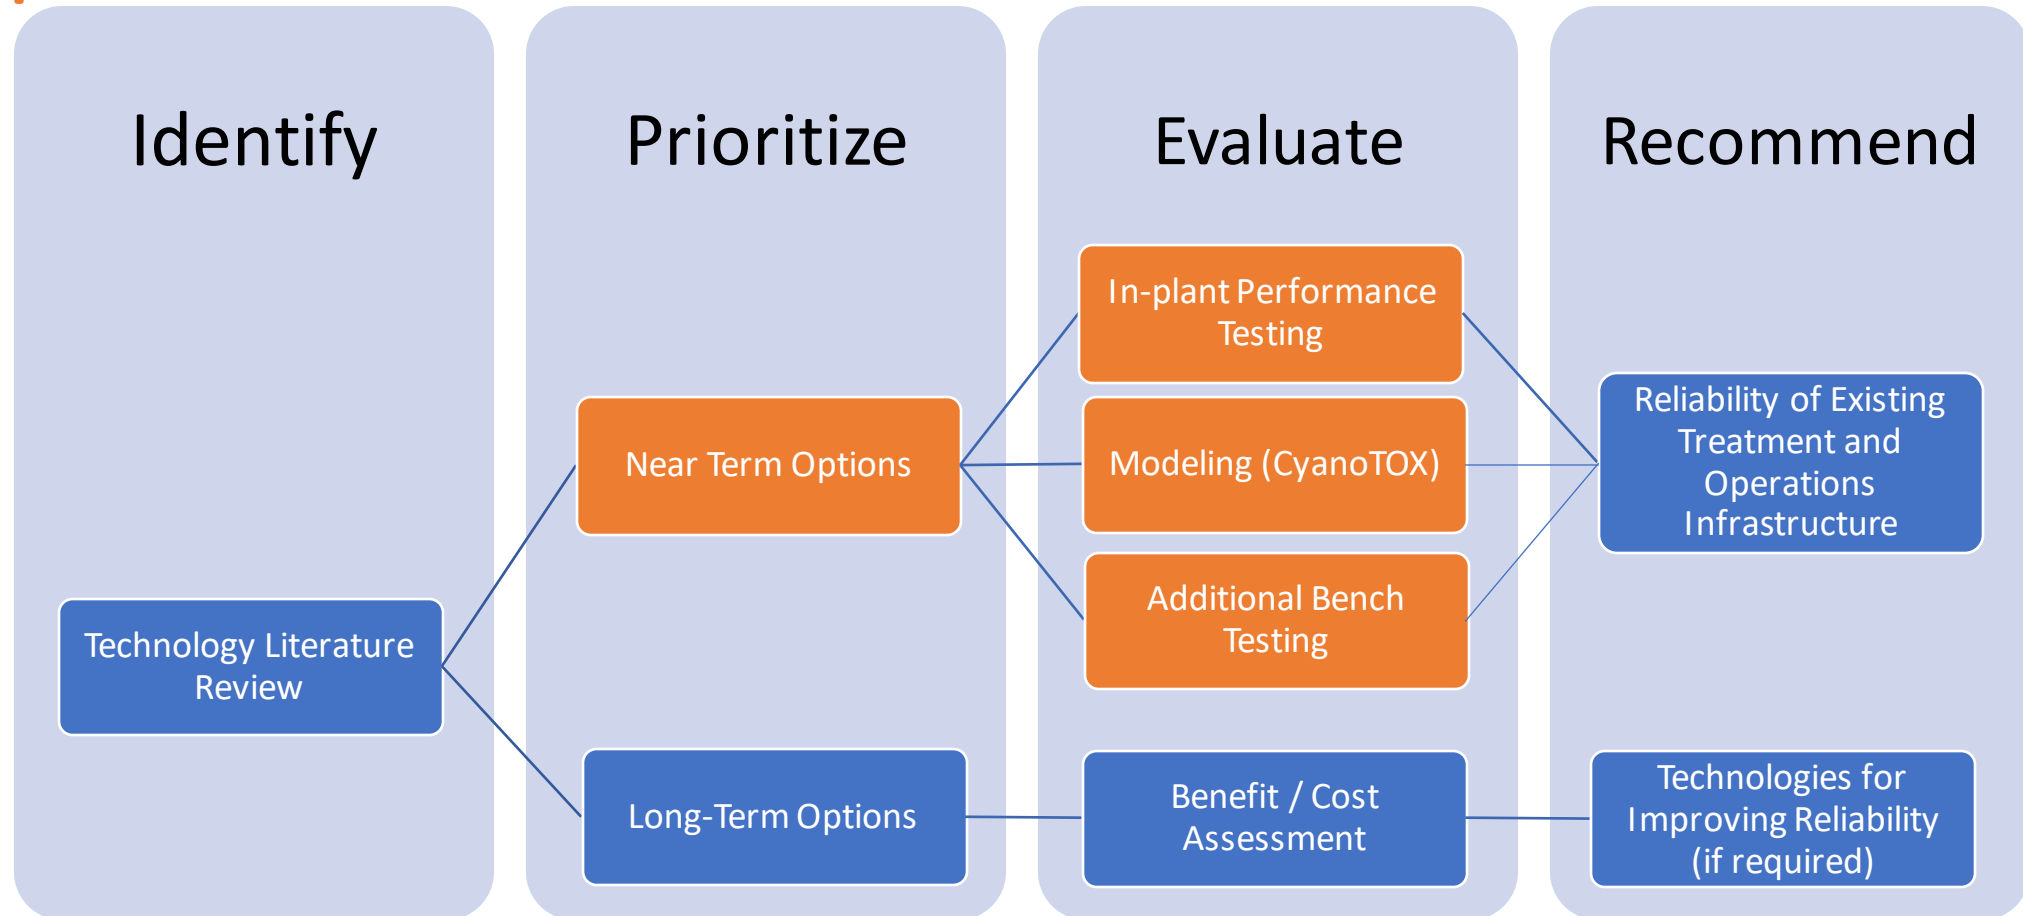 Identify
Prioritize
Evaluate
Recommend
Technology Literature
Review
Near Term Options
Long-Term Options
In-plant Performance
Testing
Modeling (CyanoTOX)
Additional Bench
Testing
Benefit / Cost
Assessment
Reliability of Existing
Treatment and
Operations
Infrastructure
Technologies for
Improving Reliability
(if required)